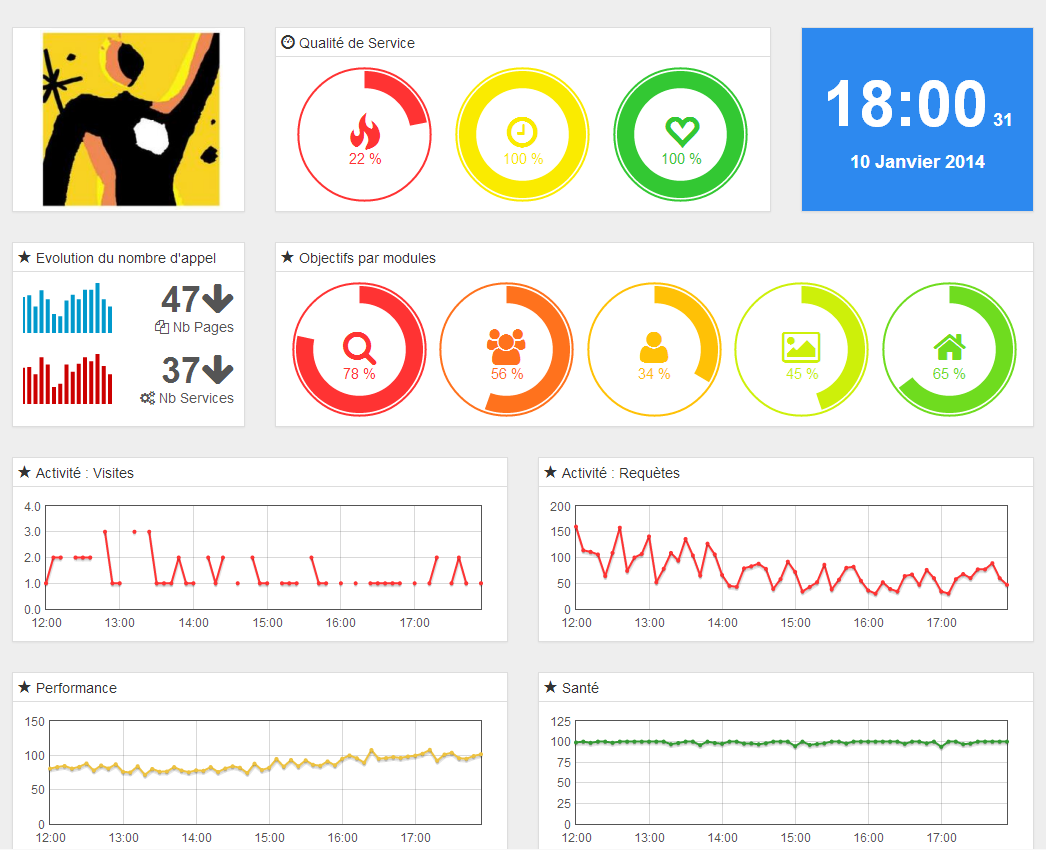 Qualité de Service
22 %
100 %
100 %
18:00 31
10 Janvier 2014
Evolution du nombre d'appel
47
Nb Pages
37
Nb Services
Objectifs par modules
78 %
56 %
34 %
45 %
65 %
Activité : Visites
4.0
3.0
2.0
1.0
0.0
12:00 13:00 14:00 15:00 16:00 17:00
Activité : Requètes
200
150
100
50
0
12:00 13:00 14:00 15:00 16:00 17:00
Performance
150
100
50
0
12:00 13:00 14:00 15:00 16:00 17:00
Santé
125
100
75
50
25
0
12:00 13:00 14:00 15:00 16:00 17:00